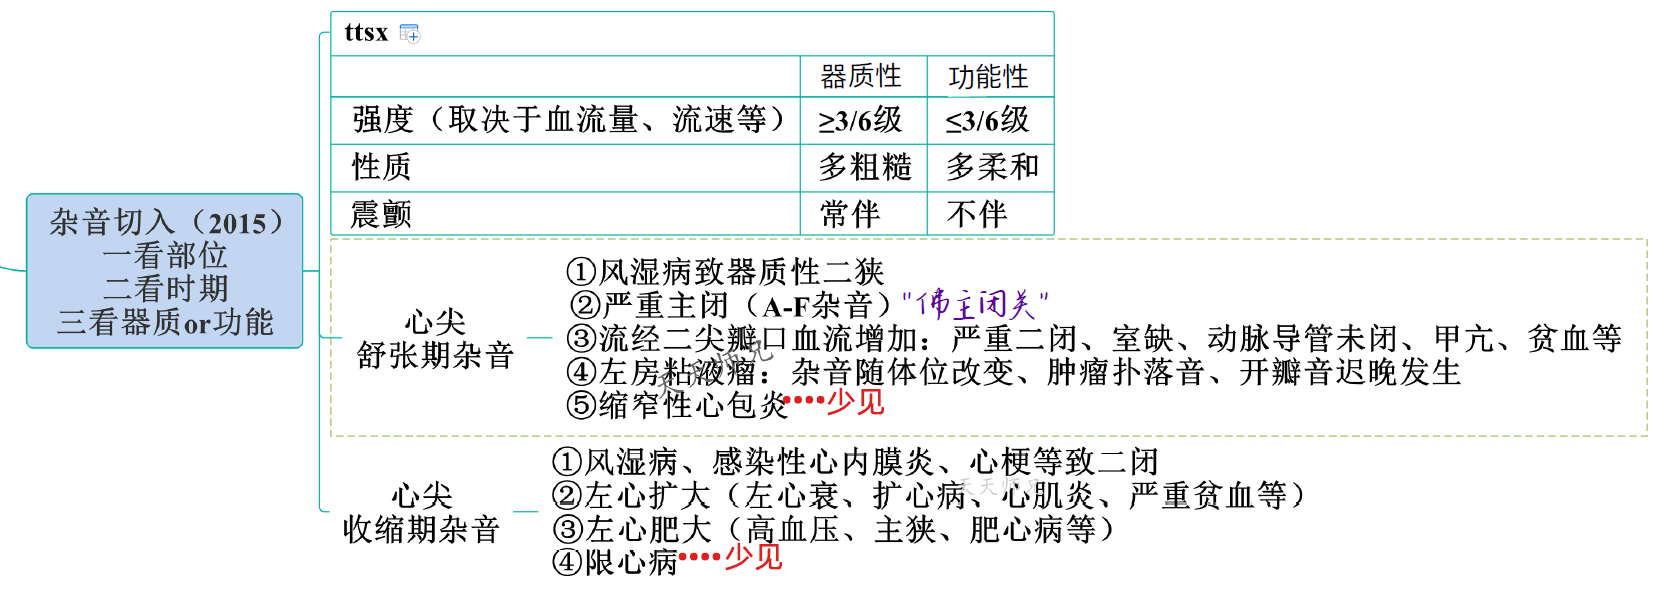 ttsx
器质性 功能性
强度（取决于血流量、流速等） ≥3/6级 ≤3/6级
性质 多粗糙 多柔和
震颤 常伴 不伴
杂音切入（2015）
一看部位
二看时期
三看器质or功能
心尖
舒张期杂音
①风湿病致器质性二狭
②严重主闭（A-F杂音）"佛主闭关"
③流经二尖瓣口血流增加：严重二闭、室缺、动脉导管未闭、甲亢、贫血等
④左房粘液瘤：杂音随体位改变、肿瘤扑落音、开瓣音迟晚发生
⑤缩窄性心包炎····少见
天天师兄
心尖
收缩期杂音
①风湿病、感染性心内膜炎、心梗等致二闭
②左心扩大（左心衰、扩心病、心肌炎、严重贫血等）
天天师兄
③左心肥大（高血压、主狭、肥心病等）
④限心病····少见